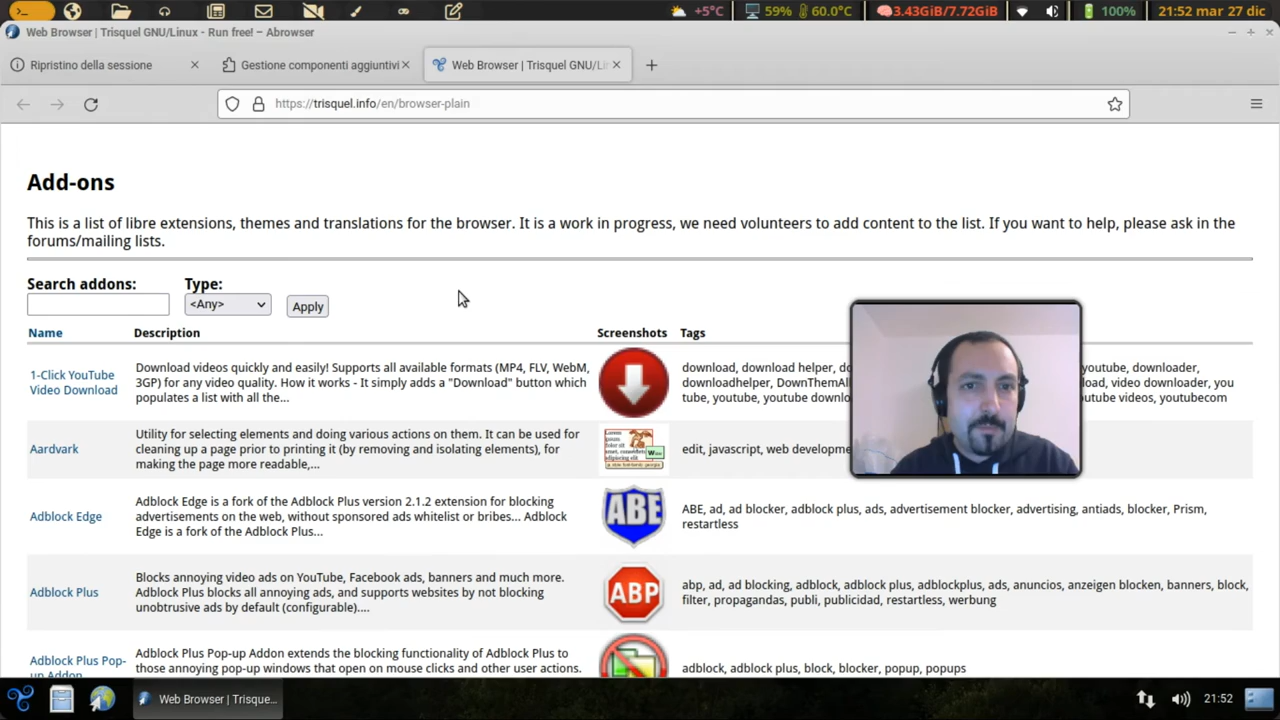 +5°C 59% 60.0°C 3.43GiB/7.72GiB 100% 21:52 mar 27 dic
Web Browser | Trisquel GNU/Linux - Run free! – Abrowser
Ripristino della sessione
Gestione componenti aggiuntivi
Web Browser | Trisquel GNU/Lin
https://trisquel.info/en/browser-plain
Add-ons
This is a list of libre extensions, themes and translations for the browser. It is a work in progress, we need volunteers to add content to the list. If you want to help, please ask in the
forums/mailing lists.
Search addons: Type:
<Any> Apply
Name Description Screenshots Tags
1-Click YouTube
Video Download
Download videos quickly and easily! Supports all available formats (MP4, FLV, WebM,
3GP) for any video quality. How it works - It simply adds a "Download" button which
populates a list with all the...
download, download helper, do youtube, downloader,
downloadhelper, DownThemAll load, video downloader, you
tube, youtube, youtube downlo be videos, youtubecom
Aardvark
Utility for selecting elements and doing various actions on them. It can be used for
cleaning up a page prior to printing it (by removing and isolating elements), for
making the page more readable,...
edit, javascript, web developme
Adblock Edge
Adblock Edge is a fork of the Adblock Plus version 2.1.2 extension for blocking
advertisements on the web, without sponsored ads whitelist or bribes... Adblock
Edge is a fork of the Adblock Plus...
ABE
ABE, ad, ad blocker, adblock plus, ads, advertisement blocker, advertising, antiads, blocker, Prism,
restartless
Adblock Plus
Blocks annoying video ads on YouTube, Facebook ads, banners and much more.
Adblock Plus blocks all annoying ads, and supports websites by not blocking
unobtrusive ads by default (configurable)....
ABP
abp, ad, ad blocking, adblock, adblock plus, adblockplus, ads, anuncios, anzeigen blocken, banners, block,
filter, propagandas, publi, publicidad, restartless, werbung
Adblock Plus Pop-
up Addon
Adblock Plus Pop-up Addon extends the blocking functionality of Adblock Plus to
those annoying pop-up windows that open on mouse clicks and other user actions.
adblock, adblock plus, block, blocker, popup, popups
Web Browser | Trisque...
21:52